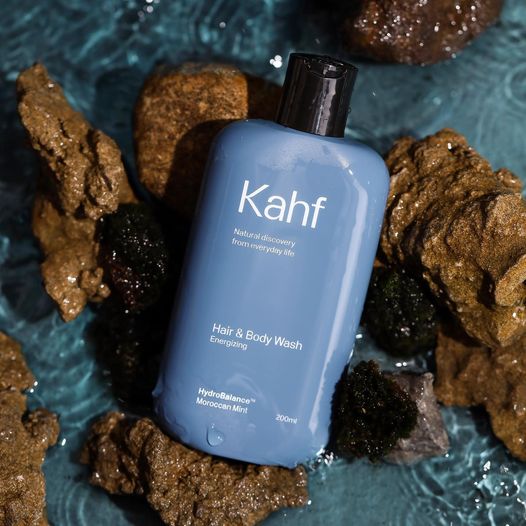 Kahf
Natural discovery
from everyday life
Hair & Body Wash
Energizing
HydroBalance™
Moroccan Mint
200ml